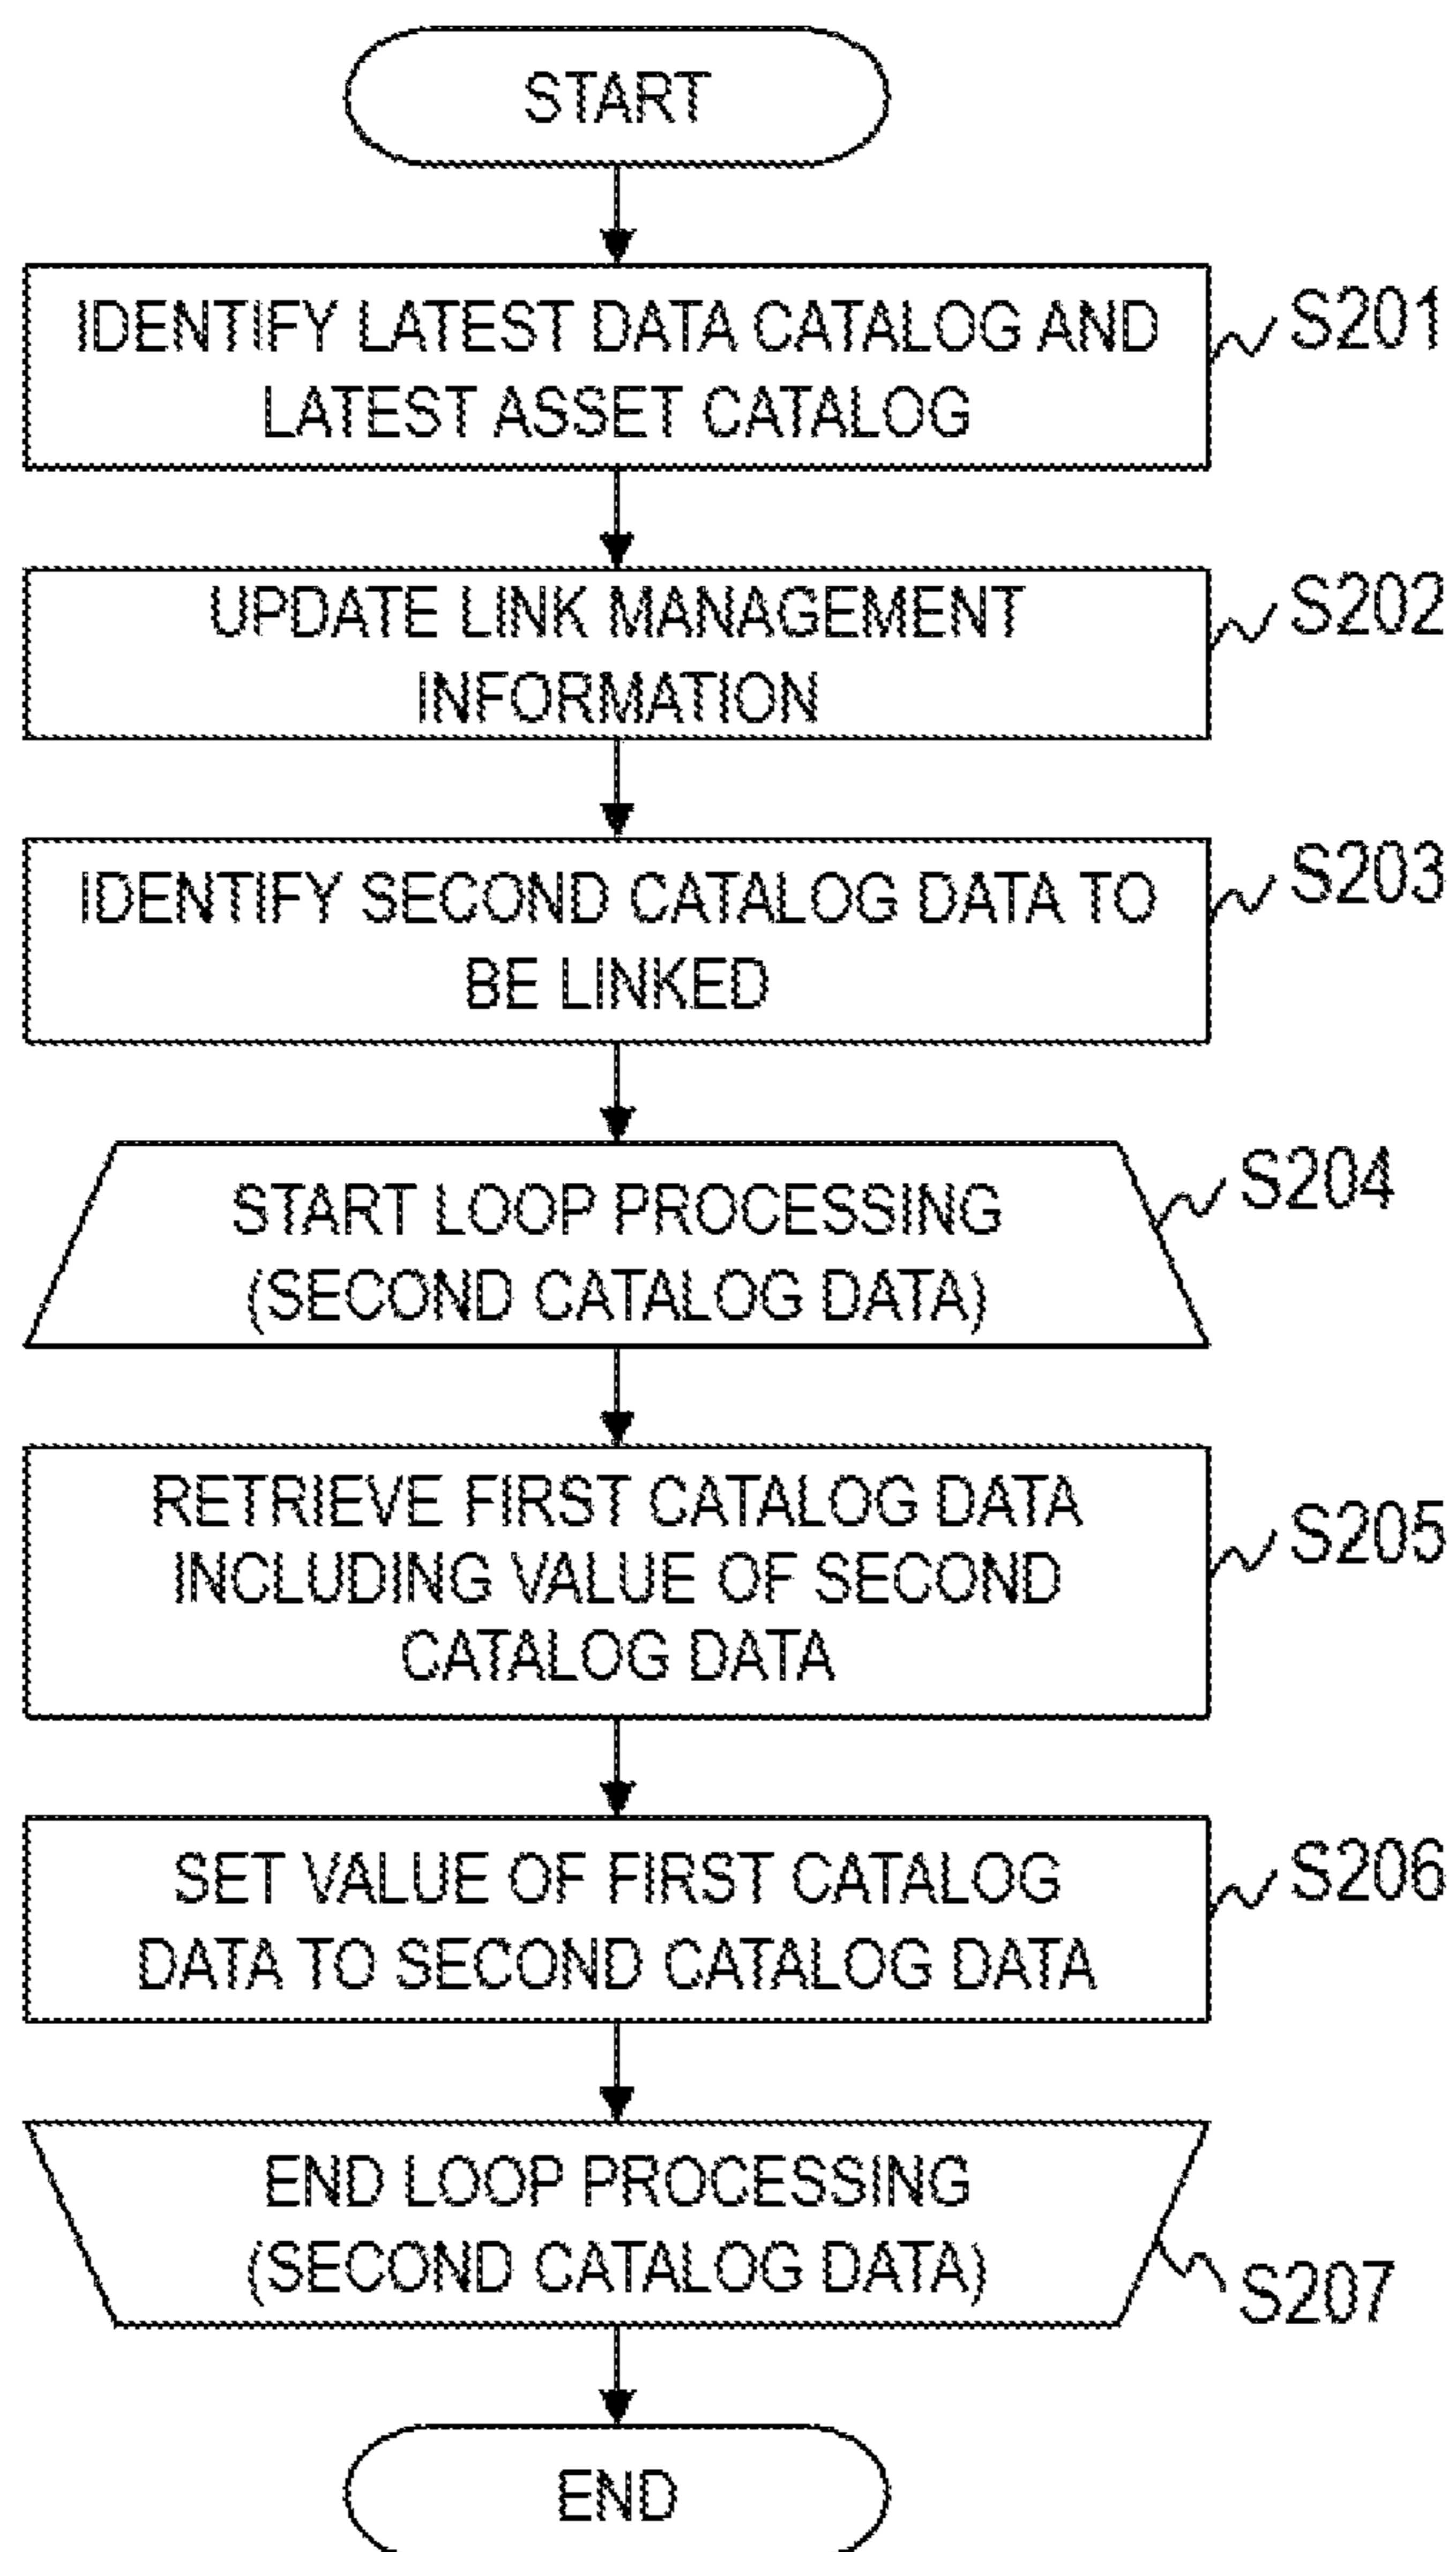 START
IDENTIFY LATEST DATA CATALOG AND
LATEST ASSET CATALOG
S201
UPDATE LINK MANAGEMENT
INFORMATION
S202
IDENTIFY SECOND CATALOG DATA TO
BE LINKED
S203
START LOOP PROCESSING
(SECOND CATALOG DATA)
S204
RETRIEVE FIRST CATALOG DATA
INCLUDING VALUE OF SECOND
CATALOG DATA
S205
SET VALUE OF FIRST CATALOG
DATA TO SECOND CATALOG DATA
S206
END LOOP PROCESSING
(SECOND CATALOG DATA)
S207
END